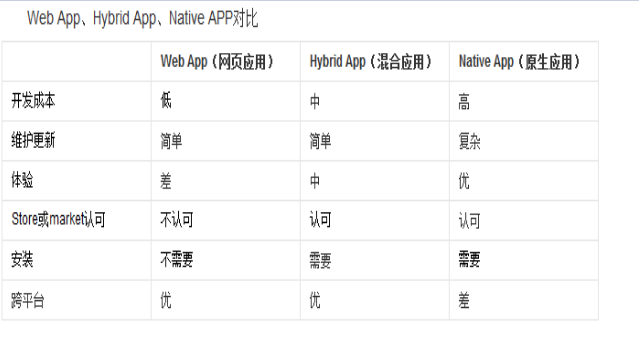 Web App、Hybrid App、Native APP对比
Web App（网页应用） Hybrid App（混合应用） Native App（原生应用）
开发成本 低 中 高
维护更新 简单 简单 复杂
体验 差 中 优
Store或market认可 不认可 认可 认可
安装 不需要 需要 需要
跨平台 优 优 差